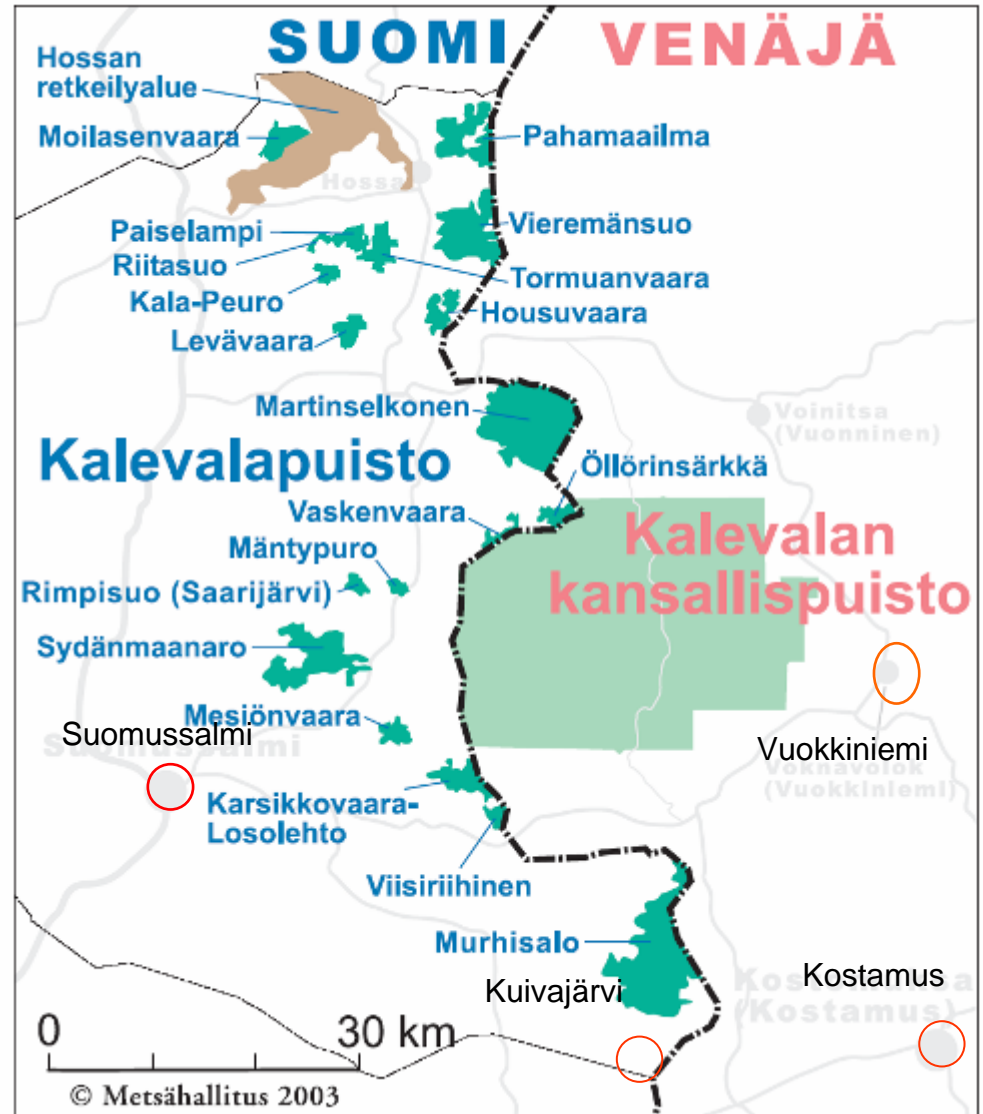 SUOMI
VENÄJÄ
Hossan
retkeilyalue
Moilasenvaara
Pahamaailma
Hossa
Paiselampi
Vieremänsuo
Riitasuo
Tormuanvaara
Kala-Peuro
Housuvaara
Levävaara
Martinselkonen
Voinitsa
(Vuonninen)
Kalevalapuisto
Öllörinsärkkä
Vaskenvaara
Kalevalan
kansallispuisto
Mäntypuro
Rimpisuo (Saarijärvi)
Sydänmaanaro
Mesiönvaara
Suomussalmi
Suomussalmi
Vuokkiniemi
Voknavolok
(Vuokkiniemi)
Karsikkovaara-
Losolehto
Viisiriihinen
Murhisalo
Kuivajärvi
Kostamus
(Kostamus)
0
30 km
© Metsähallitus 2003